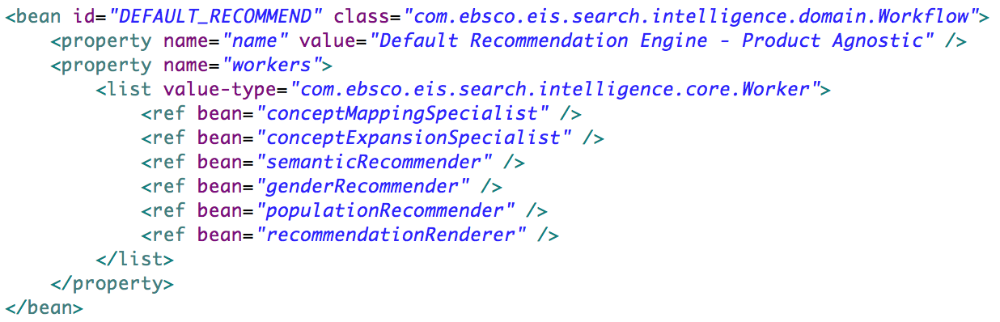 <bean id="DEFAULT_RECOMMEND" class="com.ebsco.eis.search.intelligence.domain.Workflow">
    <property name="name" value="Default Recommendation Engine - Product Agnostic" />
    <property name="workers">
        <list value-type="com.ebsco.eis.search.intelligence.core.Worker">
            <ref bean="conceptMappingSpecialist" />
            <ref bean="conceptExpansionSpecialist" />
            <ref bean="semanticRecommender" />
            <ref bean="genderRecommender" />
            <ref bean="populationRecommender" />
            <ref bean="recommendationRenderer" />
        </list>
    </property>
</bean>